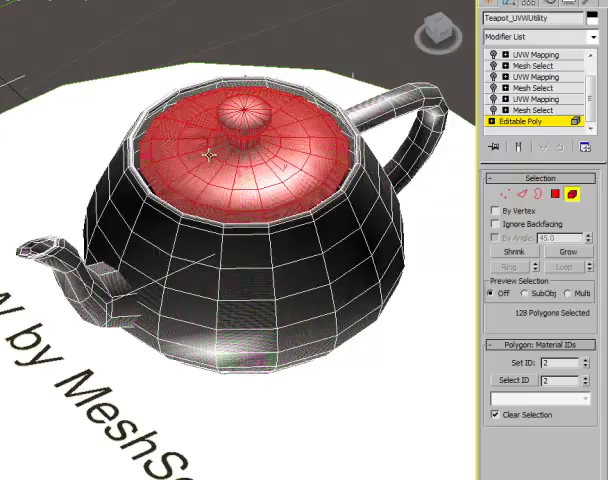 Teapot_UVWUtility
Modifier List
UVW Mapping
Mesh Select
UVW Mapping
Mesh Select
UVW Mapping
Mesh Select
Editable Poly
Selection
By Vertex
Ignore Backfacing
By Angle: 45.0
Shrink Grow
Ring Loop
Preview Selection
Off SubObj Multi
128 Polygons Selected
Polygon: Material IDs
Set ID: 2
Select ID 2
Clear Selection
by MeshSe